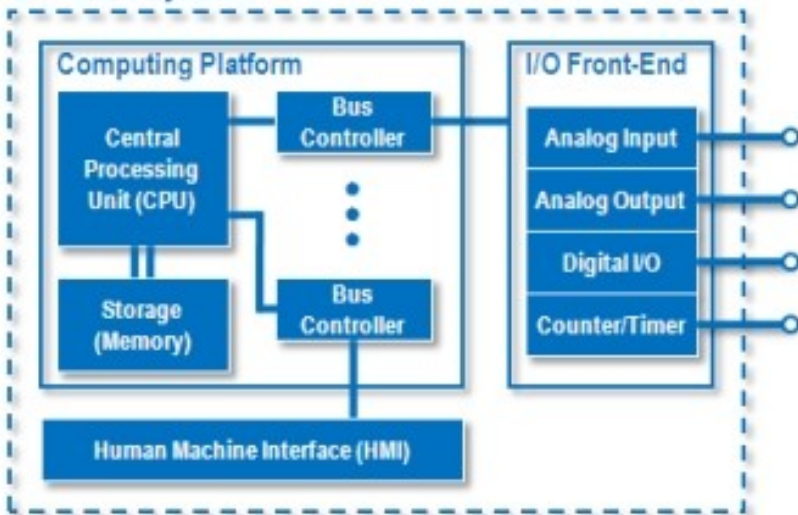 Computing Platform
Central
Processing
Unit (CPU)
Storage
(Memory)
Bus
Controller
Bus
Controller
I/O Front-End
Analog Input
Analog Output
Digital I/O
Counter/Timer
Human Machine Interface (HMI)